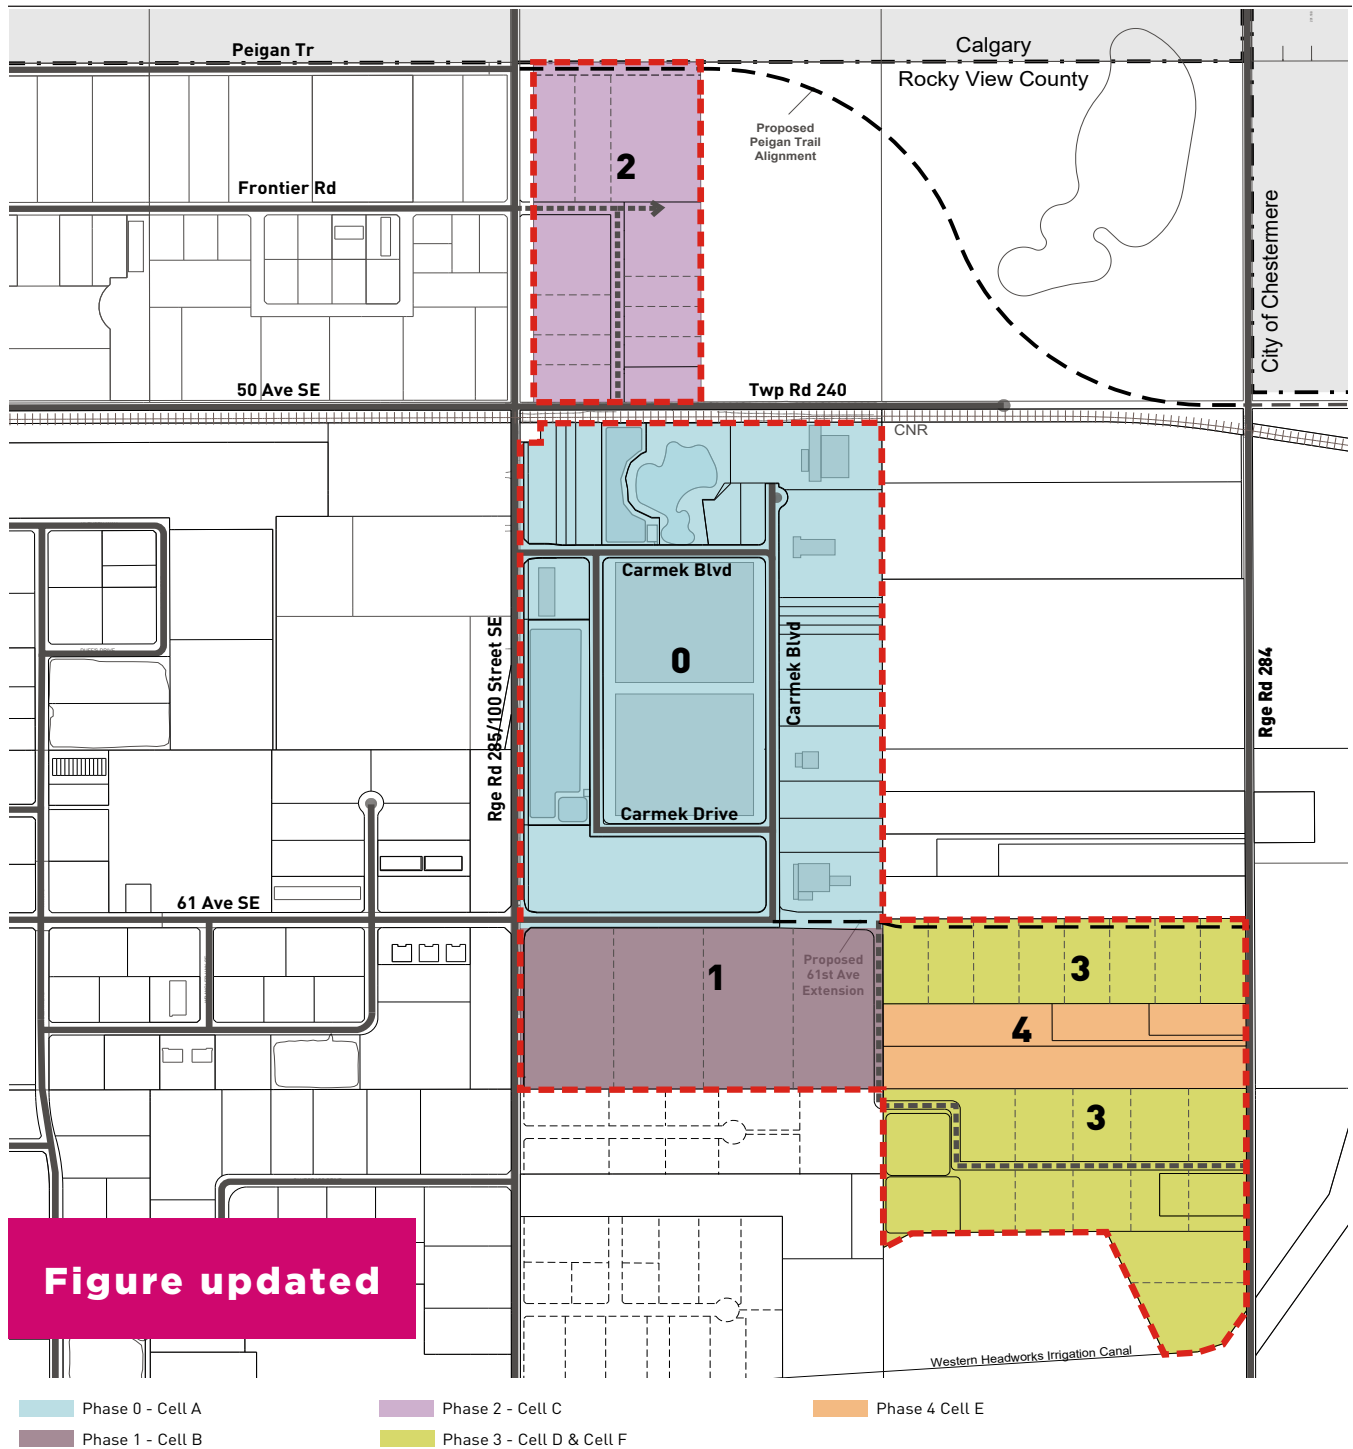 Peigan Tr
Calgary
Rocky View County
Proposed
Peigan Trail
Alignment
2
Frontier Rd
City of Chestermere
50 Ave SE
Twp Rd 240
CNR
Carmek Blvd
0
Carmek Blvd
Rge Rd 285/100 Street SE
Rge Rd 284
Carmek Drive
61 Ave SE
Proposed
61st Ave
Extension
1
3
4
3
Figure updated
Western Headworks Irrigation Canal
Phase 0 - Cell A
Phase 2 - Cell C
Phase 4 Cell E
Phase 1 - Cell B
Phase 3 - Cell D & Cell F